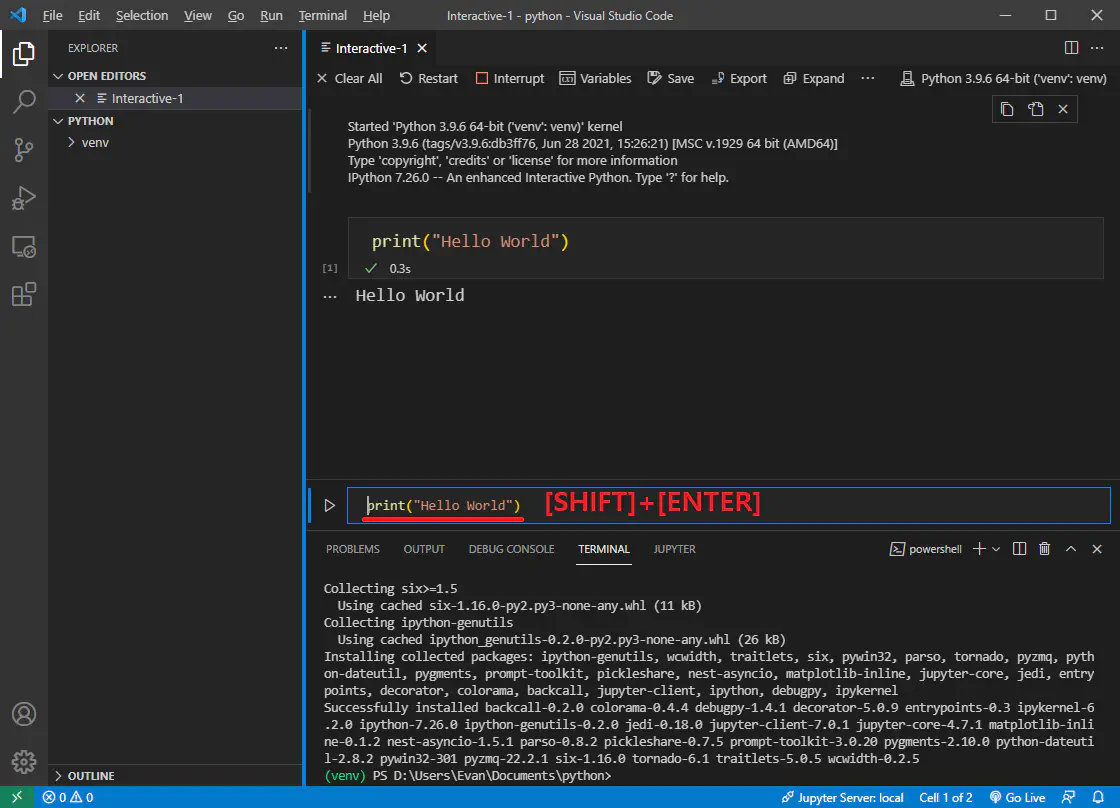 File Edit Selection View Go Run Terminal Help Interactive-1 - python - Visual Studio Code
EXPLORER
OPEN EDITORS
Interactive-1
PYTHON
venv
OUTLINE
Interactive-1
Clear All Restart Interrupt Variables Save Export Expand Python 3.9.6 64-bit ('venv': venv)
Started 'Python 3.9.6 64-bit ('venv': venv)' kernel
Python 3.9.6 (tags/v3.9.6:db3ff76, Jun 28 2021, 15:26:21) [MSC v.1929 64 bit (AMD64)]
Type 'copyright', 'credits' or 'license' for more information
IPython 7.26.0 -- An enhanced Interactive Python. Type '?' for help.
print("Hello World")
[1] 0.3s
Hello World
print("Hello World") [SHIFT]+[ENTER]
PROBLEMS OUTPUT DEBUG CONSOLE TERMINAL JUPYTER powershell
Collecting six>=1.5
Using cached six-1.16.0-py2.py3-none-any.whl (11 kB)
Collecting ipython-genutils
Using cached ipython_genutils-0.2.0-py2.py3-none-any.whl (26 kB)
Installing collected packages: ipython-genutils, wcwidth, traitlets, six, pywin32, parso, tornado, pyzmq, pyth
on-dateutil, pygments, prompt-toolkit, pickleshare, nest-asyncio, matplotlib-inline, jupyter-core, jedi, entry
points, decorator, colorama, backcall, jupyter-client, ipython, debugpy, ipykernel
Successfully installed backcall-0.2.0 colorama-0.4.4 debugpy-1.4.1 decorator-5.0.9 entrypoints-0.3 ipykernel-6
.2.0 ipython-7.26.0 ipython-genutils-0.2.0 jedi-0.18.0 jupyter-client-7.0.1 jupyter-core-4.7.1 matplotlib-inli
ne-0.1.2 nest-asyncio-1.5.1 parso-0.8.2 pickleshare-0.7.5 prompt-toolkit-3.0.20 pygments-2.10.0 python-dateuti
l-2.8.2 pywin32-301 pyzmq-22.2.1 six-1.16.0 tornado-6.1 traitlets-5.0.5 wcwidth-0.2.5
(venv) PS D:\Users\Evan\Documents\python>
0 0 Jupyter Server: local Cell 1 of 2 Go Live